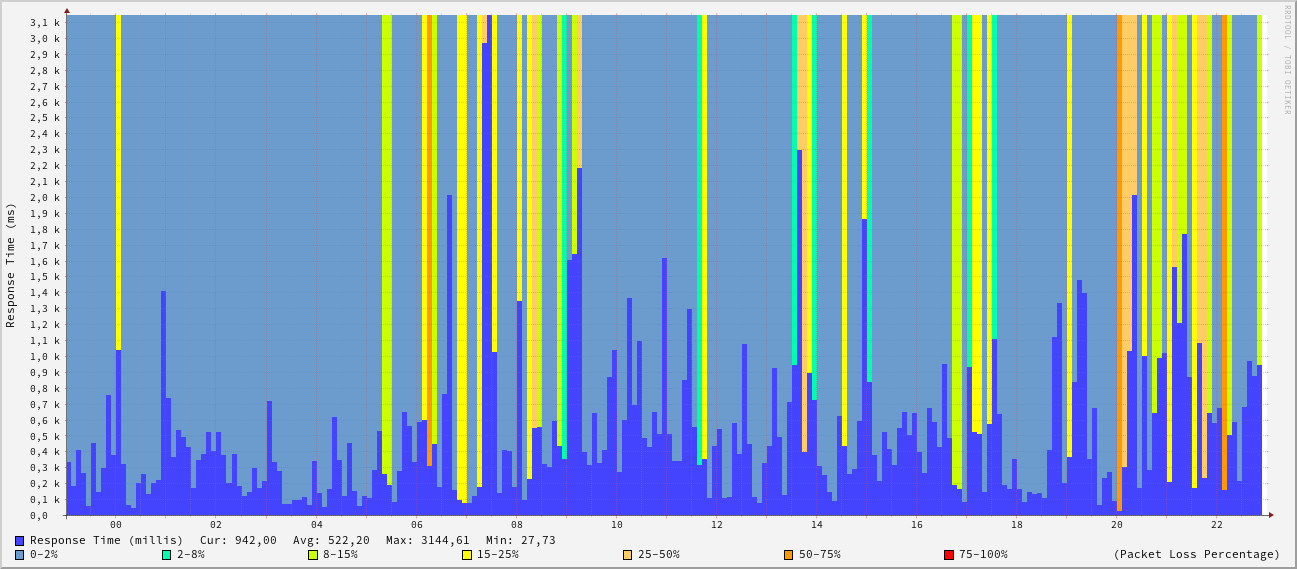 RRDTOOL / TOBI OETIKER
Response Time (ms)
3,1 k
3,0 k
2,9 k
2,8 k
2,7 k
2,6 k
2,5 k
2,4 k
2,3 k
2,2 k
2,1 k
2,0 k
1,9 k
1,8 k
1,7 k
1,6 k
1,5 k
1,4 k
1,3 k
1,2 k
1,1 k
1,0 k
0,9 k
0,8 k
0,7 k
0,6 k
0,5 k
0,4 k
0,3 k
0,2 k
0,1 k
0,0
00 02 04 06 08 10 12 14 16 18 20 22
Response Time (millis) Cur: 942,00 Avg: 522,20 Max: 3144,61 Min: 27,73
0-2% 2-8% 8-15% 15-25% 25-50% 50-75% 75-100% (Packet Loss Percentage)